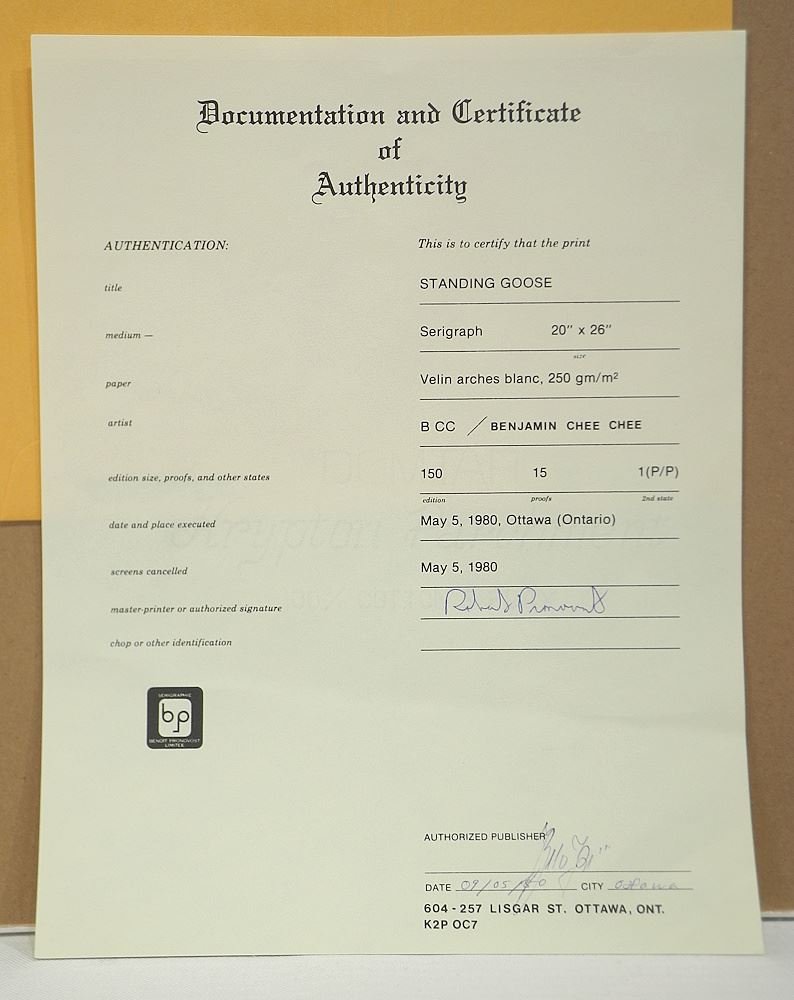 Documentation and Certificate
of
Authenticity
AUTHENTICATION: This is to certify that the print
title STANDING GOOSE
medium — Serigraph 20" x 26"
size
paper Velin arches blanc, 250 gm/m²
artist B CC / BENJAMIN CHEE CHEE
edition size, proofs, and other states 150 15 1(P/P)
edition proofs 2nd state
date and place executed May 5, 1980, Ottawa (Ontario)
screens cancelled May 5, 1980
master-printer or authorized signature Robert Pronovost
chop or other identification
SERIGRAPHIE
bp
BENOIT PRONOVOST
LIMITEE
AUTHORIZED PUBLISHER
DATE 09/05/80 CITY Ottawa
604-257 LISGAR ST. OTTAWA, ONT.
K2P OC7